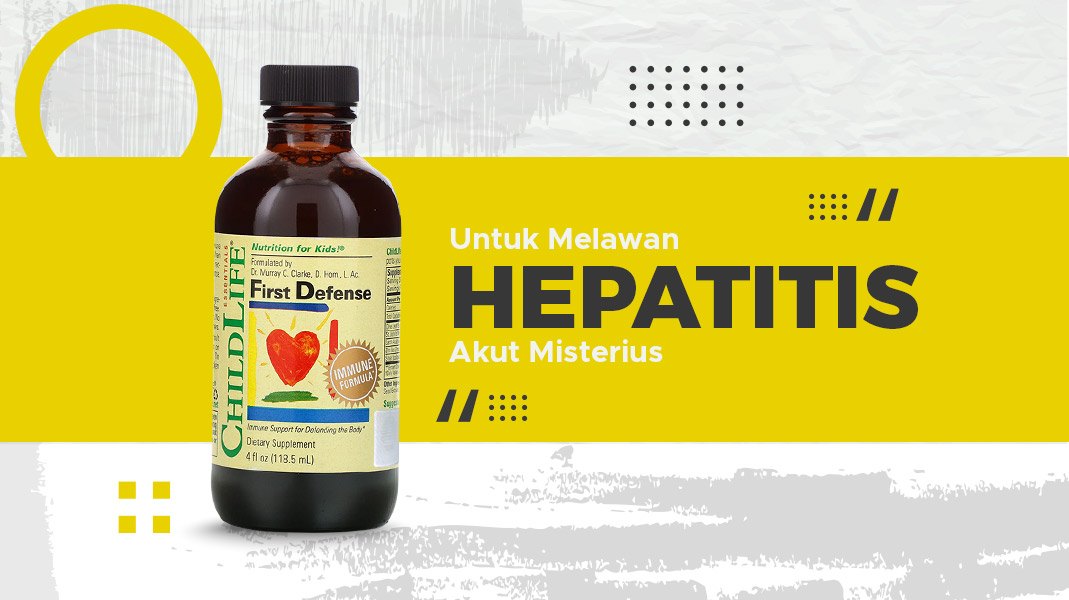 Untuk Melawan
HEPATITIS
Akut Misterius
CHILDLIFE
ESSENTIALS®
Nutrition for Kids!®
Formulated by
Dr. Murray C. Clarke, D. Hom., L. Ac.
First Defense
IMMUNE
FORMULA
Immune Support for Defending the Body*
Dietary Supplement
4 fl oz (118.5 mL)